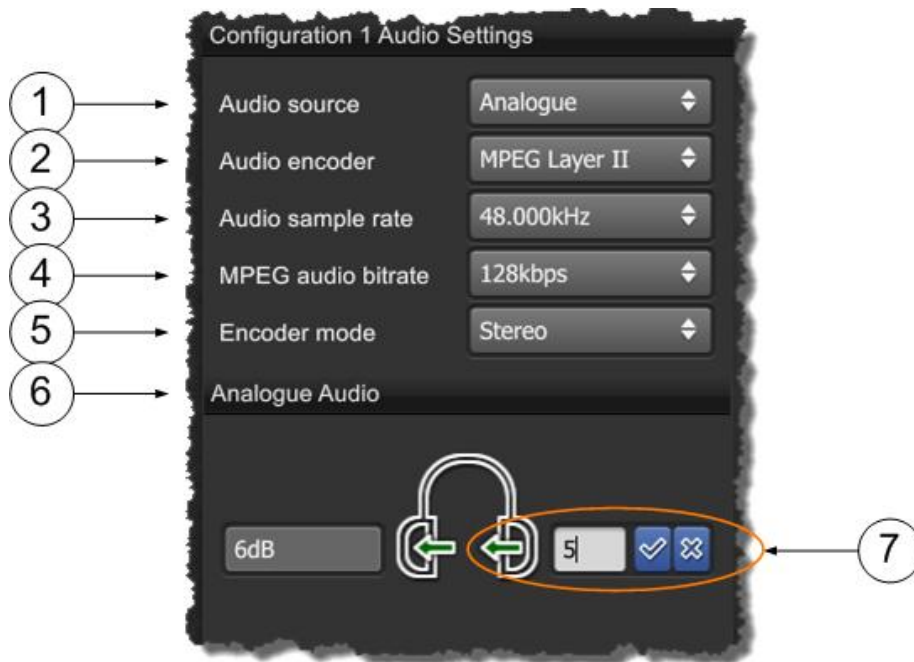 Configuration 1 Audio Settings
1 Audio source Analogue
2 Audio encoder MPEG Layer II
3 Audio sample rate 48.000kHz
4 MPEG audio bitrate 128kbps
5 Encoder mode Stereo
6 Analogue Audio
6dB 5 7